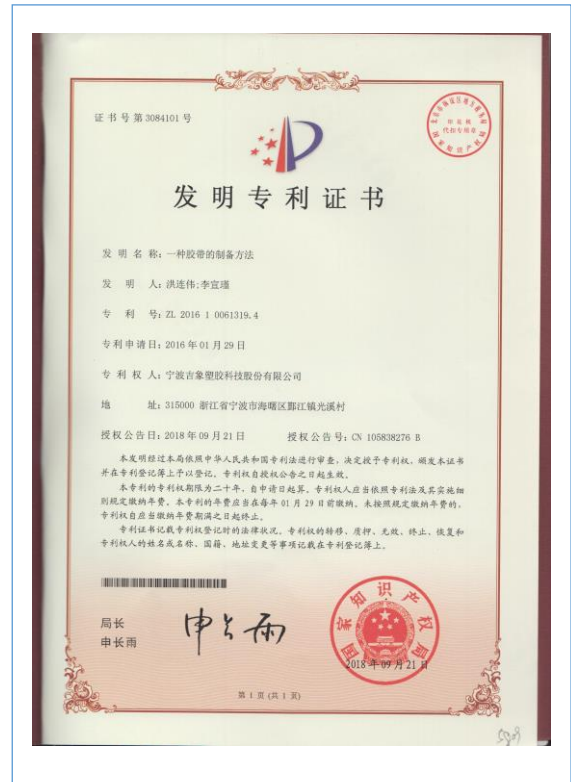 证书号第3084101号
发明专利证书
发 明 名 称：一种胶带的制备方法
发 明 人：洪连伟;李宣瑾
专 利 号：ZL 2016 1 0061319.4
专利申请日：2016年01月29日
专 利 权 人：宁波古象塑胶科技股份有限公司
地 址：315000 浙江省宁波市海曙区鄞江镇光溪村
授权公告日：2018年09月21日 授权公告号：CN 105838276 B
本发明经过本局依照中华人民共和国专利法进行审查，决定授予专利权，颁发本证书
并在专利登记簿上予以登记。专利权自授权公告之日起生效。
本专利的专利权期限为二十年，自申请日起算。专利权人应当依照专利法及其实施细
则规定缴纳年费。本专利的年费应当在每年01月29日前缴纳。未按照规定缴纳年费的，
专利权自应当缴纳年费期满之日起终止。
专利证书记载专利权登记时的法律状况。专利权的转移、质押、无效、终止、恢复和
专利权人的姓名或名称、国籍、地址变更等事项记载在专利登记簿上。
局长
申长雨
申长雨
国家知识产权局
2018年09月21日
第 1 页 (共 1 页)